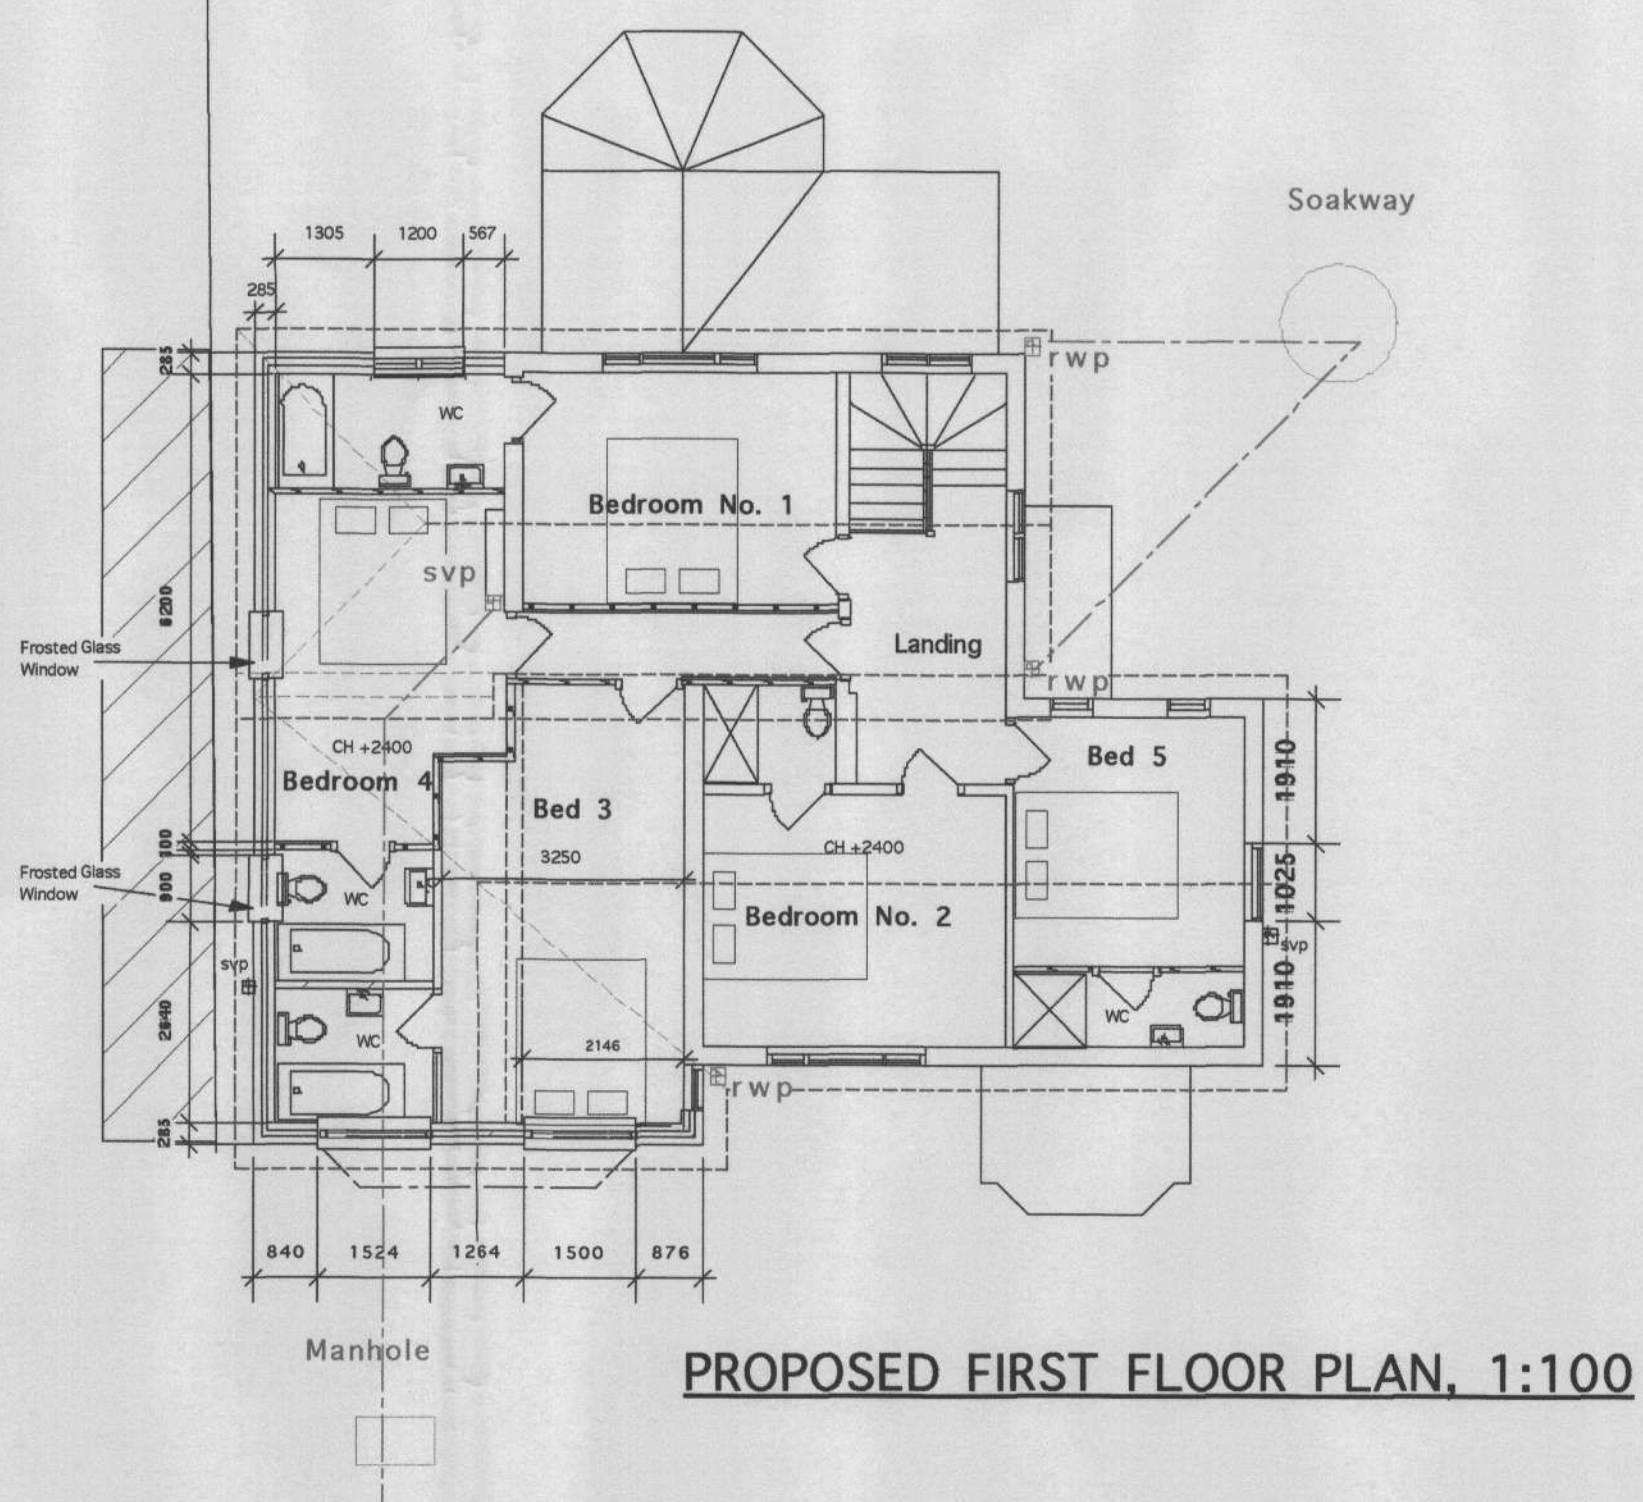 Soakway
1305 1200 567
285
285
rwp
WC
Bedroom No. 1
svp
6200
Frosted Glass
Window
Landing
rwp
CH +2400
Bedroom 4
Bed 3
Bed 5
1910
3250
CH +2400
100
Frosted Glass
Window
900
WC
Bedroom No. 2
1025
svp
svp
1910
2640
WC
WC
2146
rwp
285
840 1524 1264 1500 876
Manhole
PROPOSED FIRST FLOOR PLAN, 1:100